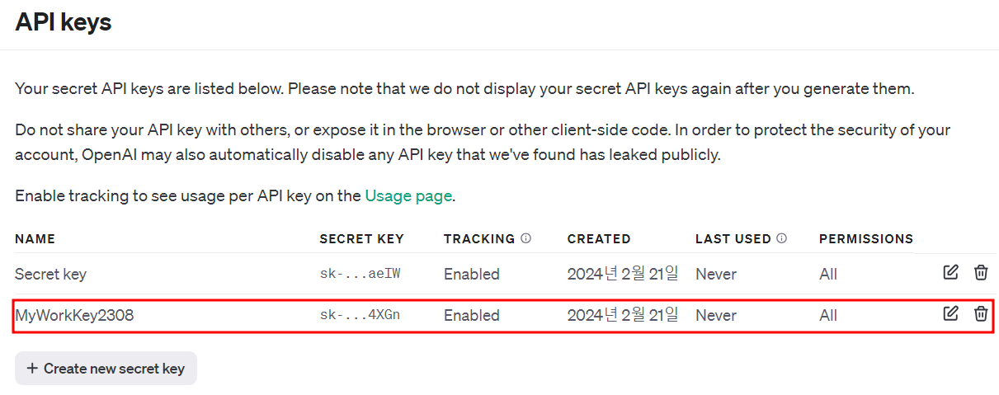 API keys
Your secret API keys are listed below. Please note that we do not display your secret API keys again after you generate them.
Do not share your API key with others, or expose it in the browser or other client-side code. In order to protect the security of your
account, OpenAI may also automatically disable any API key that we've found has leaked publicly.
Enable tracking to see usage per API key on the Usage page.
NAME SECRET KEY TRACKING CREATED LAST USED PERMISSIONS
Secret key sk-...aeIW Enabled 2024년 2월 21일 Never All
MyWorkKey2308 sk-...4XGn Enabled 2024년 2월 21일 Never All
+ Create new secret key